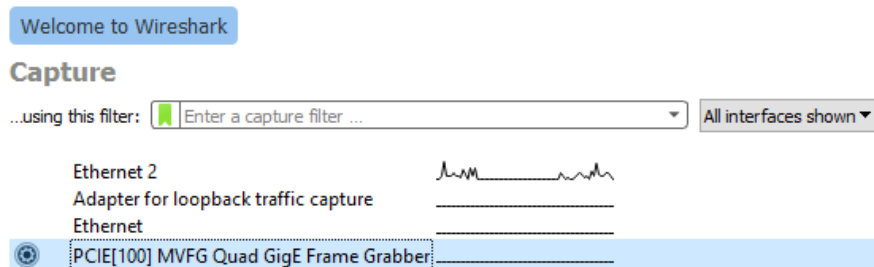 Welcome to Wireshark
Capture
...using this filter: Enter a capture filter ... All interfaces shown
Ethernet 2
Adapter for loopback traffic capture
Ethernet
PCIE[100] MVFG Quad GigE Frame Grabber